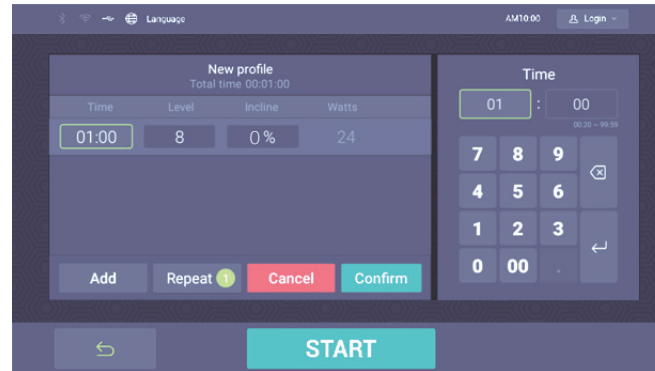 Language
AM10:00
Login
New profile
Total time 00:01:00
Time Level Incline Watts
01:00 8 0 % 24
Add Repeat 1 Cancel Confirm
Time
01 : 00
00:20 ~ 99:59
7 8 9
4 5 6
1 2 3
0 00 .
START